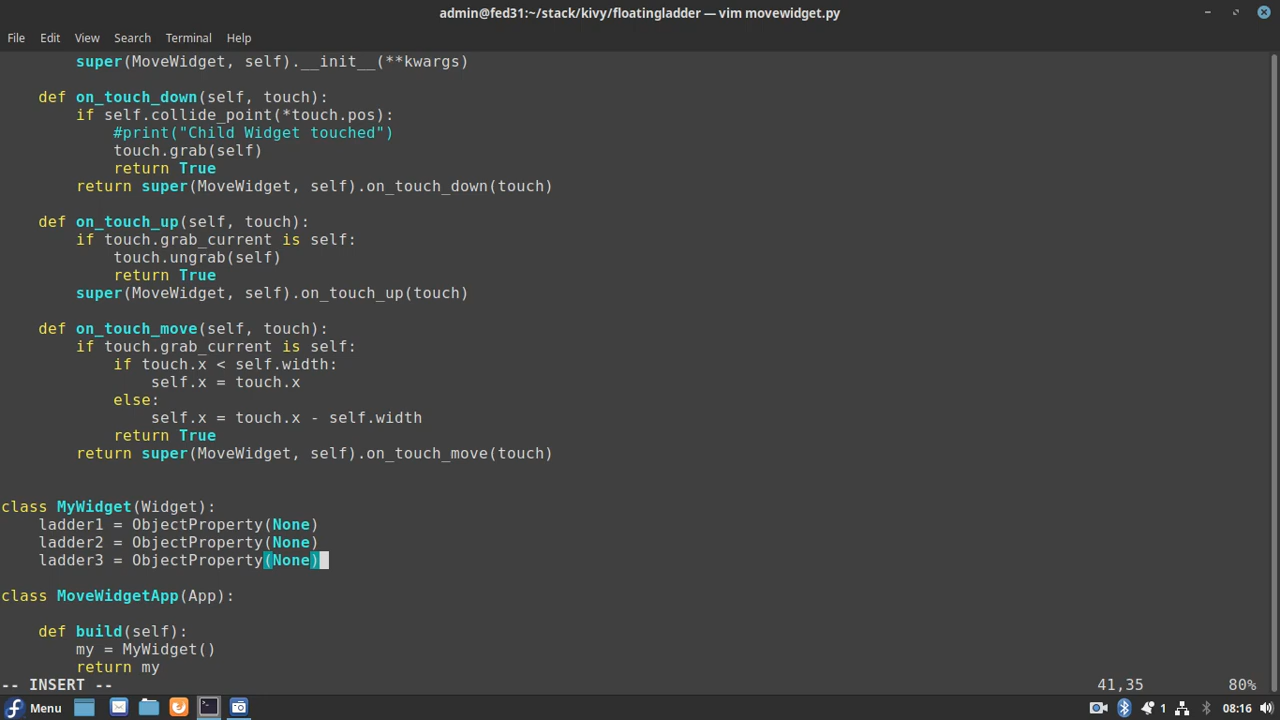 admin@fed31:~/stack/kivy/floatingladder — vim movewidget.py
File Edit View Search Terminal Help
        super(MoveWidget, self).__init__(**kwargs)
    def on_touch_down(self, touch):
        if self.collide_point(*touch.pos):
            #print("Child Widget touched")
            touch.grab(self)
            return True
        return super(MoveWidget, self).on_touch_down(touch)
    def on_touch_up(self, touch):
        if touch.grab_current is self:
            touch.ungrab(self)
            return True
        super(MoveWidget, self).on_touch_up(touch)
    def on_touch_move(self, touch):
        if touch.grab_current is self:
            if touch.x < self.width:
                self.x = touch.x
            else:
                self.x = touch.x - self.width
            return True
        return super(MoveWidget, self).on_touch_move(touch)
class MyWidget(Widget):
    ladder1 = ObjectProperty(None)
    ladder2 = ObjectProperty(None)
    ladder3 = ObjectProperty(None)
class MoveWidgetApp(App):
    def build(self):
        my = MyWidget()
        return my
-- INSERT -- 41,35 80%
Menu 1 08:16